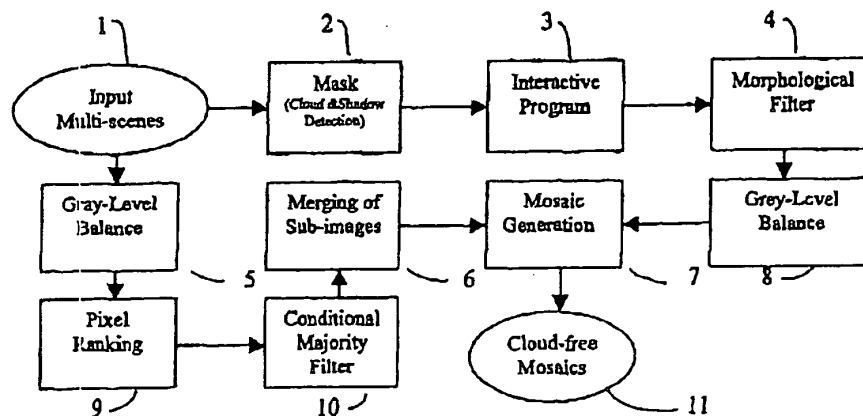 1
2
3
4
Input
Multi-scenes
Mask
(Cloud &Shadow
Detection)
Interactive
Program
Morphological
Filter
Gray-Level
Balance
Merging of
Sub-images
Mosaic
Generation
Grey-Level
Balance
5
6
7
8
Pixel
Ranking
Conditional
Majority
Filter
Cloud-free
Mosaics
9
10
11